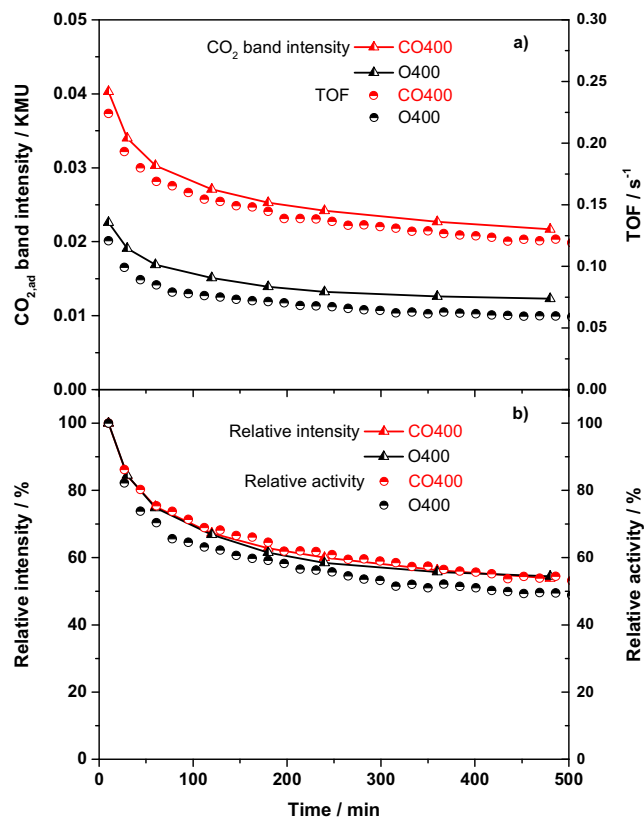 a)
CO2 band intensity CO400
O400
TOF CO400
O400
0.05
0.04
0.03
0.02
0.01
0.00
CO2,ad band intensity / KMU
0.30
0.25
0.20
0.15
0.10
0.05
0.00
TOF / s-1
b)
Relative intensity CO400
O400
Relative activity CO400
O400
100
80
60
40
20
0
Relative intensity / %
100
80
60
40
20
0
Relative activity / %
0 100 200 300 400 500
Time / min